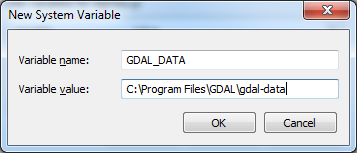 New System Variable
Variable name: GDAL_DATA
Variable value: C:\Program Files\GDAL\gdal-data
OK Cancel